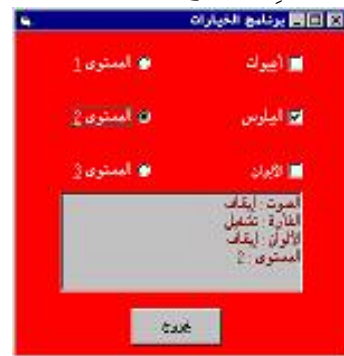 برنامج الخيارات
أصوات
المستوى 1
الماوس
المستوى 2
الألوان
المستوى 3
الصوت : إيقاف
الفأرة : تشغيل
الألوان : إيقاف
المستوى : 2
خروج